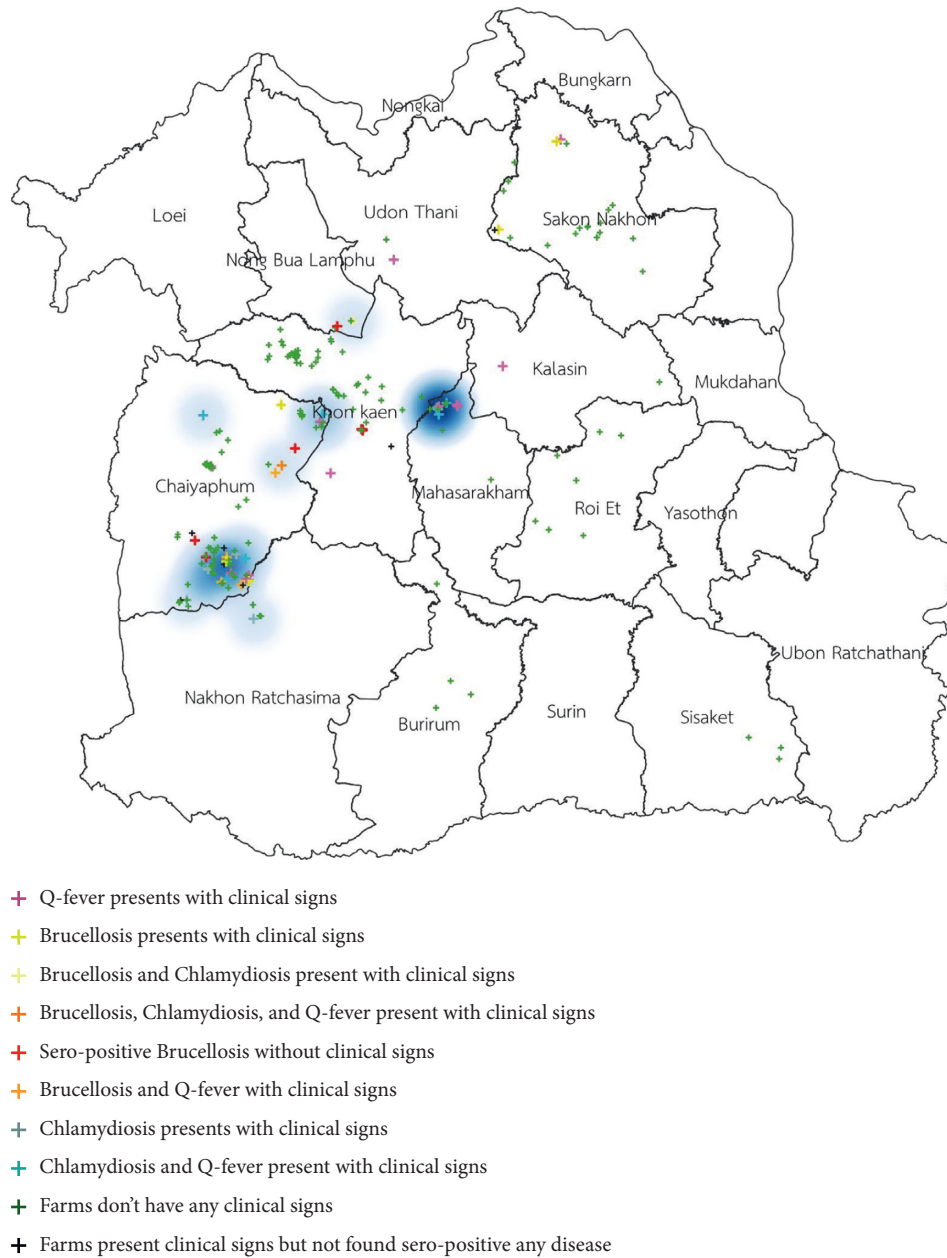 Bungkarn
Nongkai
Loei
Udon Thani
Sakon Nakhon
Nong Bua Lamphu
Kalasin
Mukdahan
Khon kaen
Chaiyaphum
Mahasarakham
Roi Et
Yasothon
Ubon Ratchathani
Nakhon Ratchasima
Burirum
Surin
Sisaket
Q-fever presents with clinical signs
Brucellosis presents with clinical signs
Brucellosis and Chlamydiosis present with clinical signs
Brucellosis, Chlamydiosis, and Q-fever present with clinical signs
Sero-positive Brucellosis without clinical signs
Brucellosis and Q-fever with clinical signs
Chlamydiosis presents with clinical signs
Chlamydiosis and Q-fever present with clinical signs
Farms don't have any clinical signs
Farms present clinical signs but not found sero-positive any disease